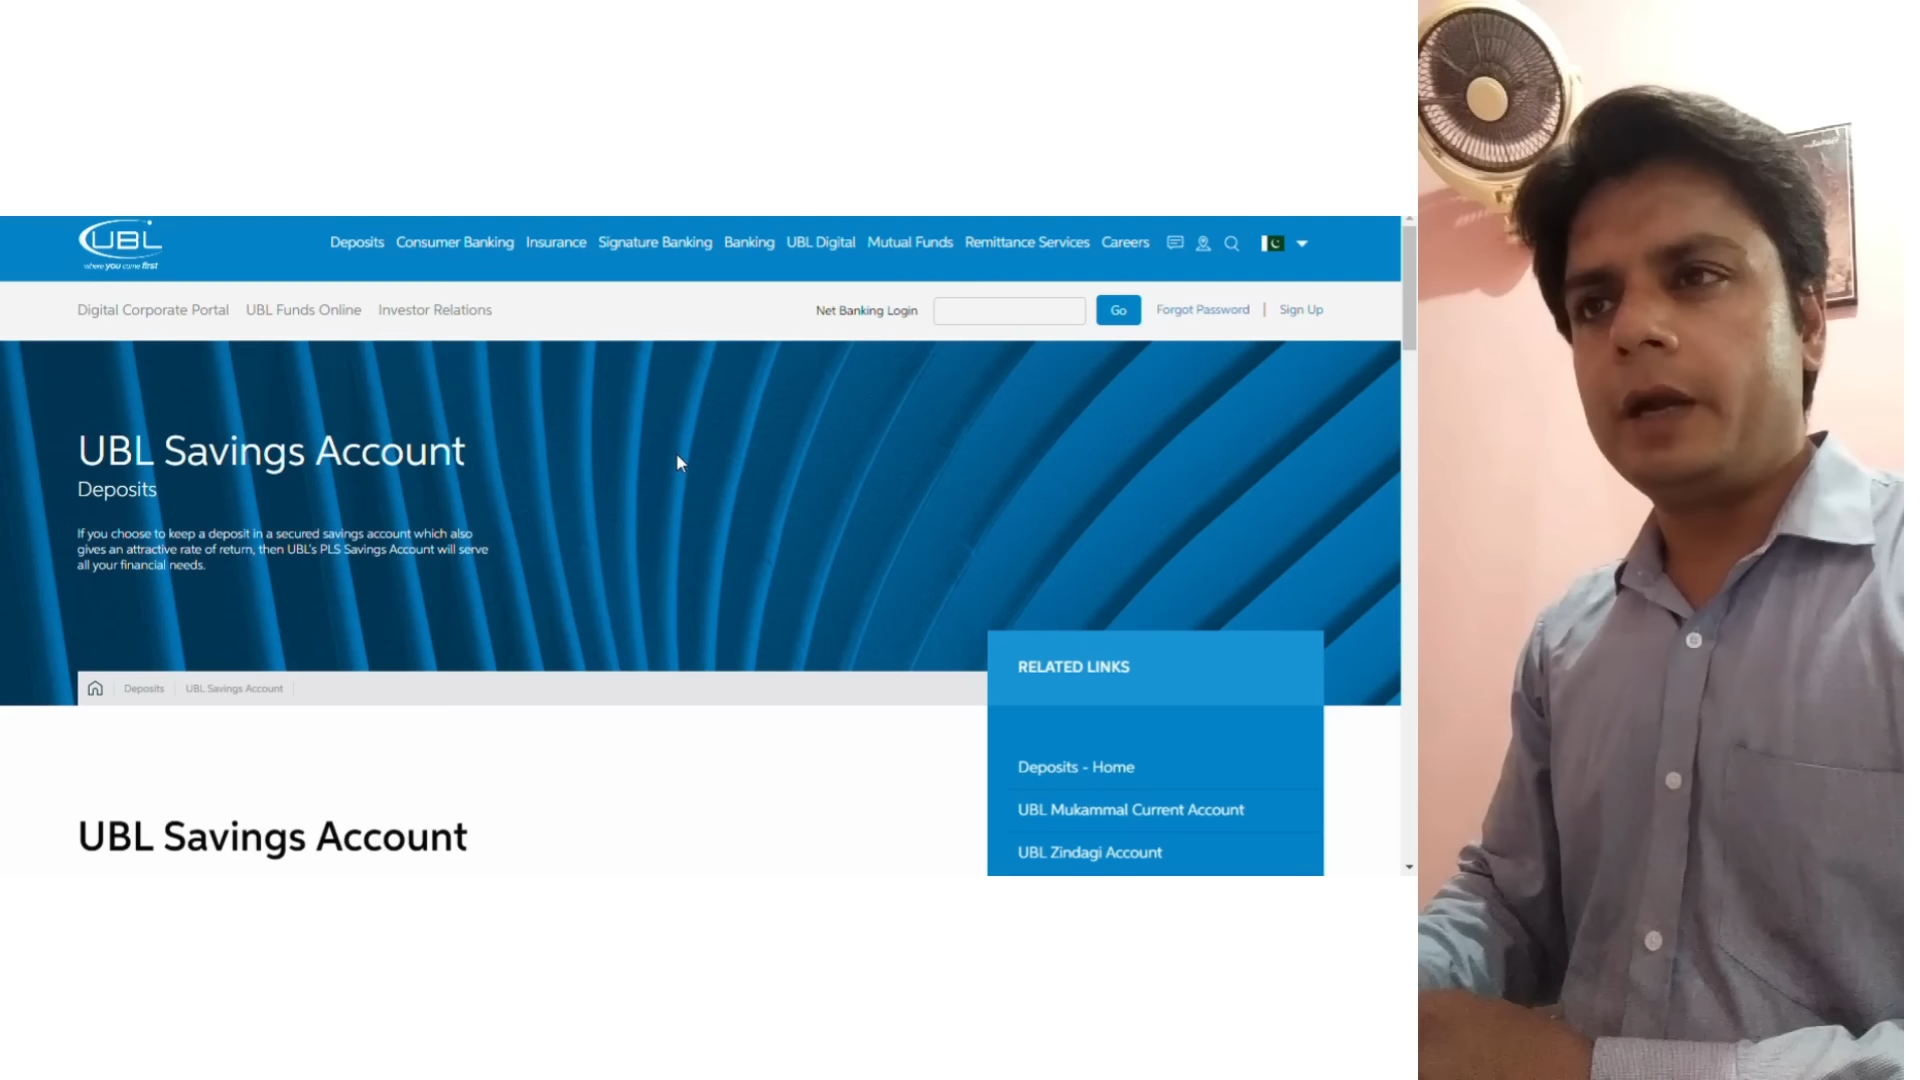 UBL
where you come first
Deposits Consumer Banking Insurance Signature Banking Banking UBL Digital Mutual Funds Remittance Services Careers
Digital Corporate Portal UBL Funds Online Investor Relations
Net Banking Login Go Forgot Password | Sign Up
UBL Savings Account
Deposits
If you choose to keep a deposit in a secured savings account which also
gives an attractive rate of return, then UBL's PLS Savings Account will serve
all your financial needs.
Deposits UBL Savings Account
UBL Savings Account
RELATED LINKS
Deposits - Home
UBL Mukammal Current Account
UBL Zindagi Account